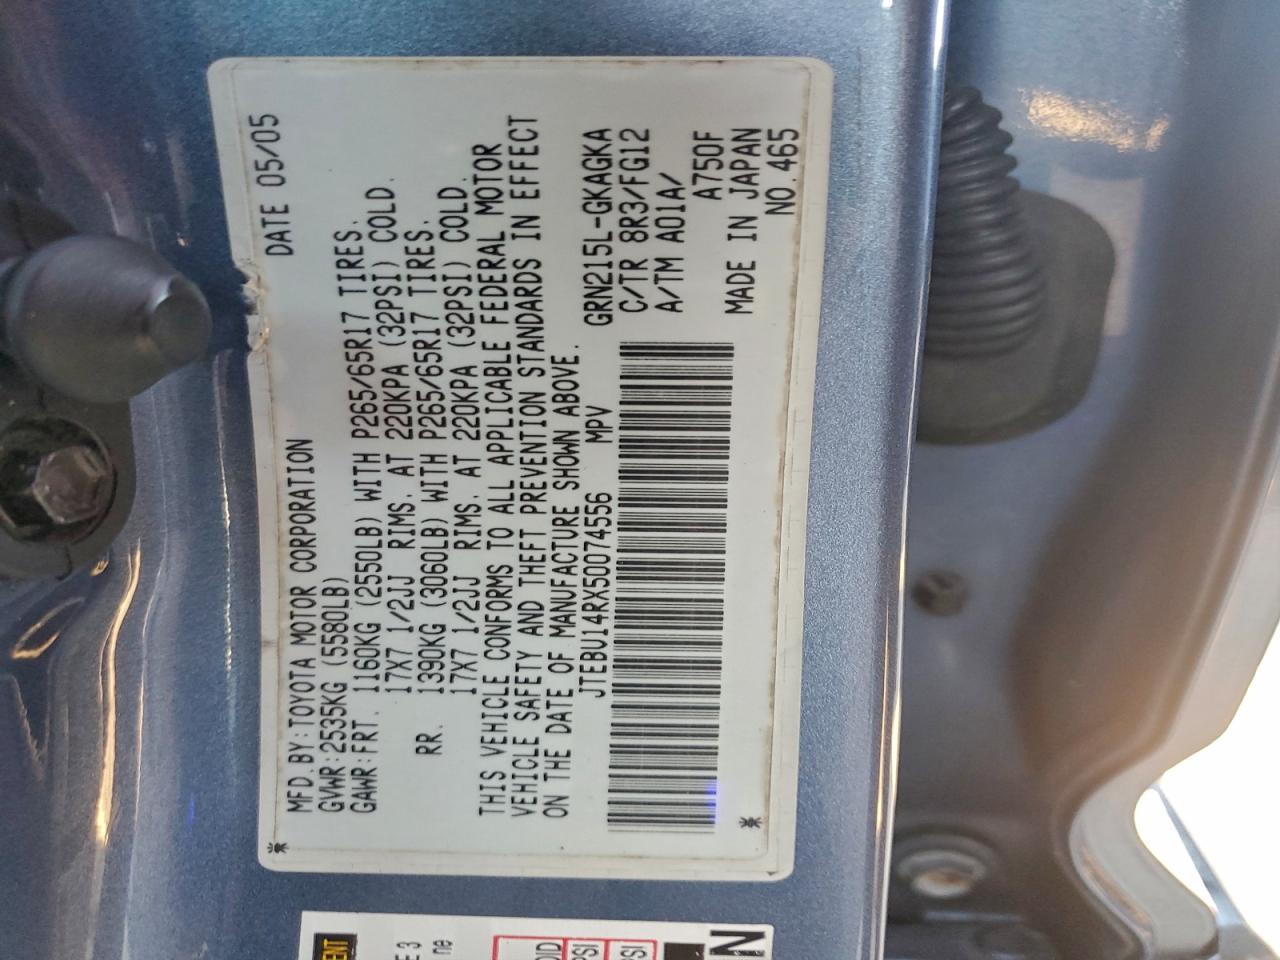 DATE 05/05
MFD.BY:TOYOTA MOTOR CORPORATION
GVWR:2535KG (5580LB)
GAWR:FRT. 1160KG (2550LB) WITH P265/65R17 TIRES.
17X7 1/2JJ RIMS. AT 220KPA (32PSI) COLD.
RR. 1390KG (3060LB) WITH P265/65R17 TIRES.
17X7 1/2JJ RIMS. AT 220KPA (32PSI) COLD.
THIS VEHICLE CONFORMS TO ALL APPLICABLE FEDERAL MOTOR
VEHICLE SAFETY AND THEFT PREVENTION STANDARDS IN EFFECT
ON THE DATE OF MANUFACTURE SHOWN ABOVE.
JTEBU14RX50074556 MPV
GRN215L-GKAGKA
C/TR 8R3/FG12
A/TM A01A/
A750F
MADE IN JAPAN
NO.465